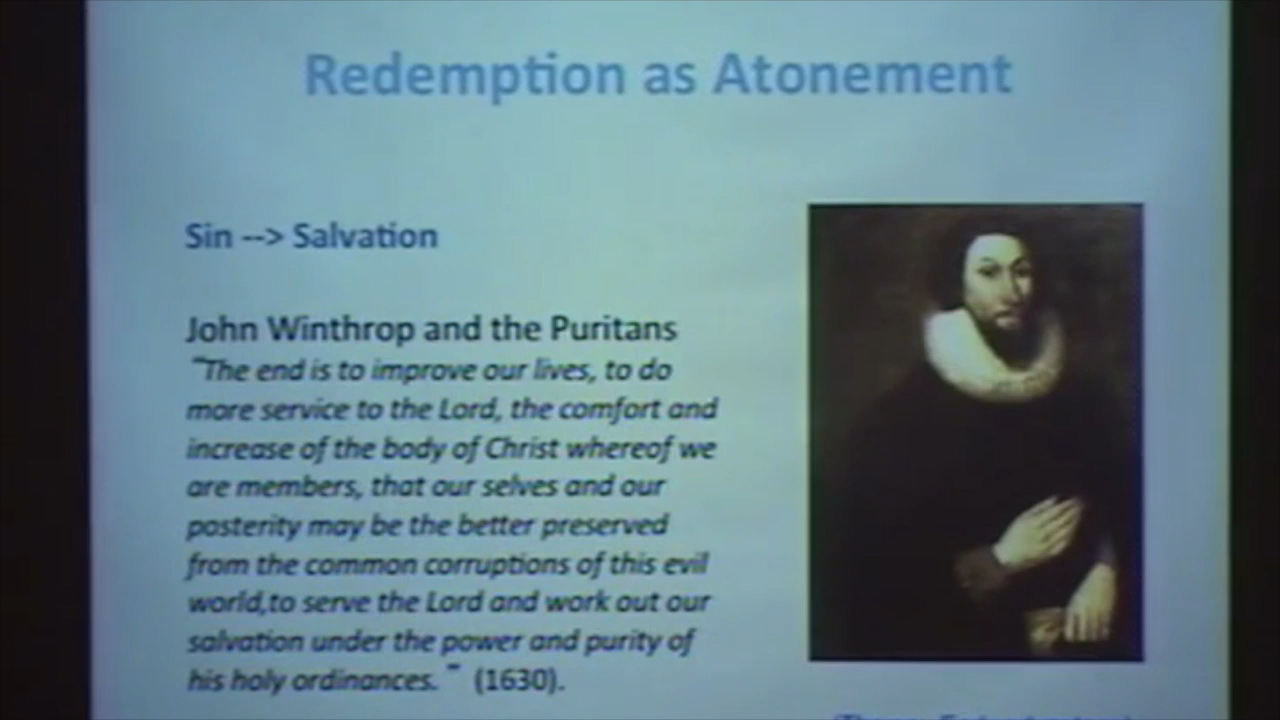 Redemption as Atonement
Sin --> Salvation
John Winthrop and the Puritans
"The end is to improve our lives, to do
more service to the Lord, the comfort and
increase of the body of Christ whereof we
are members, that our selves and our
posterity may be the better preserved
from the common corruptions of this evil
world,to serve the Lord and work out our
salvation under the power and purity of
his holy ordinances." (1630).